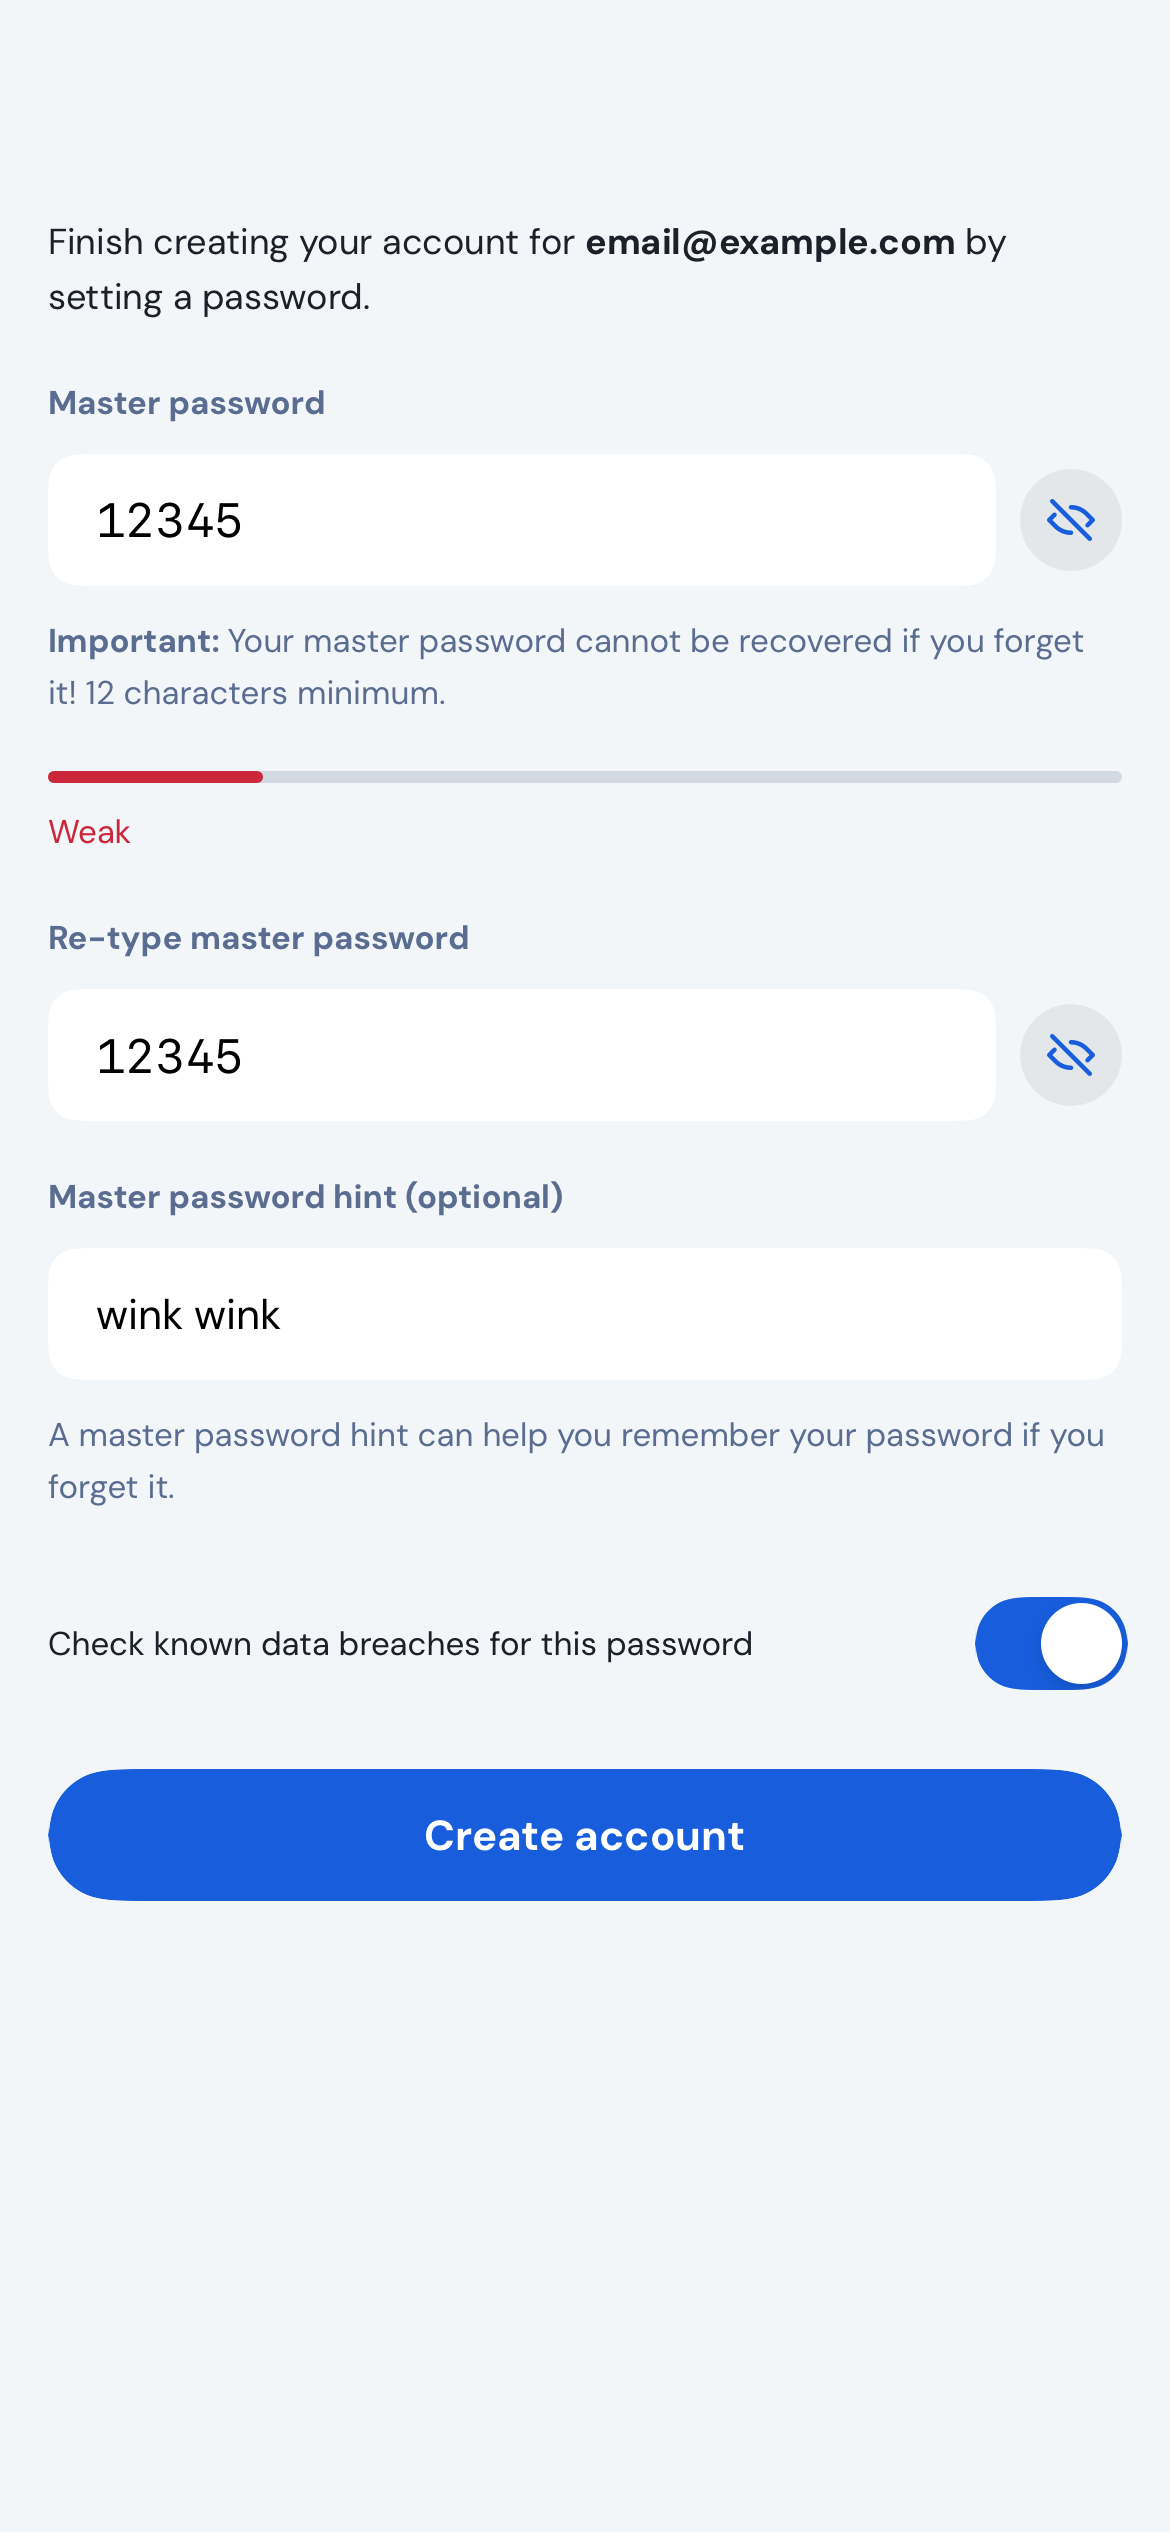 Finish creating your account for email@example.com by
setting a password.
Master password
12345
Important: Your master password cannot be recovered if you forget
it! 12 characters minimum.
Weak
Re-type master password
12345
Master password hint (optional)
wink wink
A master password hint can help you remember your password if you
forget it.
Check known data breaches for this password
Create account